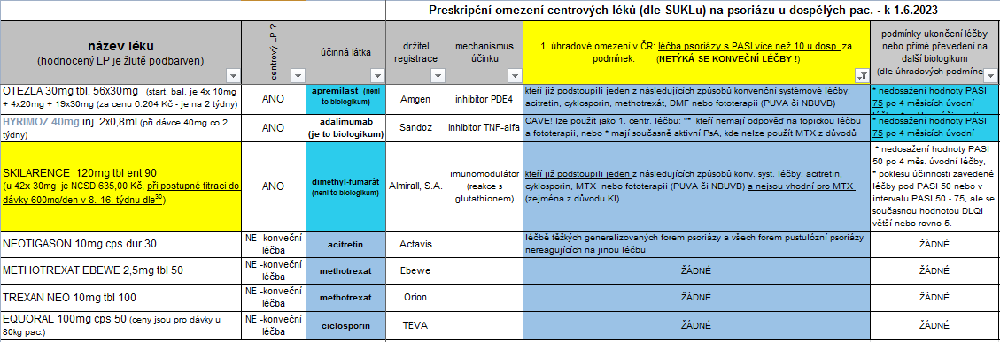 Preskripční omezení centrových léků (dle SUKLu) na psoriázu u dospělých pac. - k 1.6.2023
název léku
(hodnocený LP je žlutě podbarven)
centrový LP ?
účinná látka
držitel
registrace
mechanismus
účinku
1. úhradové omezení v ČR: léčba psoriázy s PASI více než 10 u dosp. za
podmínek: (NETÝKÁ SE KONVEČNÍ LÉČBY !)
podmínky ukončení léčby
nebo přímé převedení na
další biologikum
(dle úhradových podmíne
OTEZLA 30mg tbl. 56x30mg (start. bal. je 4x 10mg
+ 4x20mg + 19x30mg (za cenu 6.264 Kč - je na 2 týdny)
ANO
apremilast (neni
to biologikum)
Amgen
inhibitor PDE4
kteří již podstoupili jeden z následujících způsobů konvenční systémové léčby:
acitretin, cyklosporin, methotrexát, DMF nebo fototerapii (PUVA či NBUVB)
* nedosažení hodnoty PASI
75 po 4 měsících úvodní
HYRIMOZ 40mg inj. 2x0,8ml (při dávce 40mg co 2
týdny)
ANO
adalimumab
(je to biologikum)
Sandoz
inhibitor TNF-alfa
CAVE! lze použít jako 1. centr. léčbu: "* kteří nemají odpověď na topickou léčbu
a fototerapii, nebo * mají současně aktivní PsA, kde nelze použít MTX z důvodů
* nedosažení hodnoty PASI
75 po 4 měsících úvodní
SKILARENCE 120mg tbl ent 90
(u 42x 30mg je NCSD 635,00 Kč, při postupné titraci do
dávky 600mg/den v 8.-16. týdnu dle³⁰)
ANO
dimethyl-fumarát
(neni to biologikum)
Almirall, S.A.
imunomodulátor
(reakce s
glutathionem)
kteří již podstoupili jeden z následujících způsobů konv. syst. léčby: acitretin,
cyklosporin, MTX nebo fototerapii (PUVA či NBUVB) a nejsou vhodní pro MTX
(zejména z důvodu KI)
* nedosažení hodnoty PASI
50 po 4 měs. úvodní léčby,
* poklesu účinnosti zavedené
léčby pod PASI 50 nebo v
intervalu PASI 50 - 75, ale se
současnou hodnotou DLQI
větší nebo rovno 5.
NEOTIGASON 10mg cps dur 30
NE -konveční
léčba
acitretin
Actavis
léčbě těžkých generalizovaných forem psoriázy a všech forem pustulózní psoriázy
nereagujících na jinou léčbu
ŽÁDNÉ
METHOTREXAT EBEWE 2,5mg tbl 50
NE -konveční
léčba
methotrexat
Ebewe
ŽÁDNÉ
ŽÁDNÉ
TREXAN NEO 10mg tbl 100
NE -konveční
léčba
methotrexat
Orion
ŽÁDNÉ
ŽÁDNÉ
EQUORAL 100mg cps 50 (ceny jsou pro dávky u
80kg pac.)
NE -konveční
léčba
ciclosporin
TEVA
ŽÁDNÉ
ŽÁDNÉ